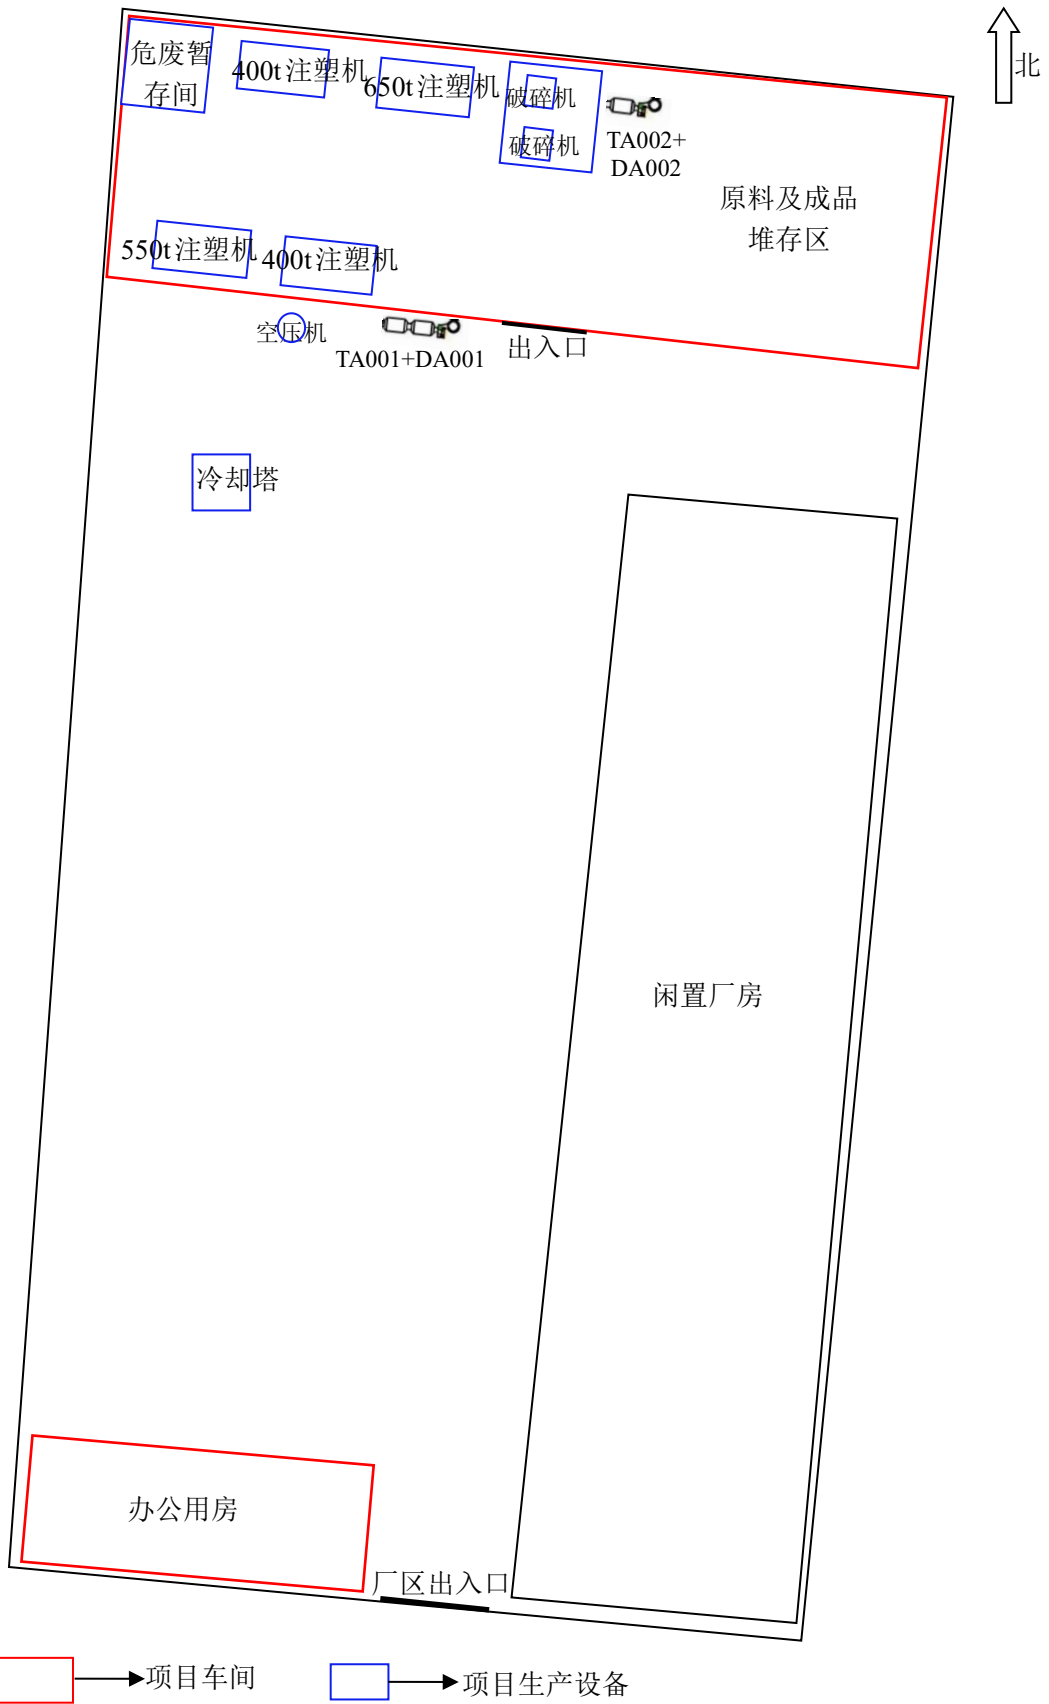 北
危废暂
存间
400t注塑机
650t注塑机
破碎机
破碎机
TA002+
DA002
原料及成品
堆存区
550t注塑机
400t注塑机
空压机
TA001+DA001
出入口
冷却塔
闲置厂房
办公用房
厂区出入口
项目车间
项目生产设备